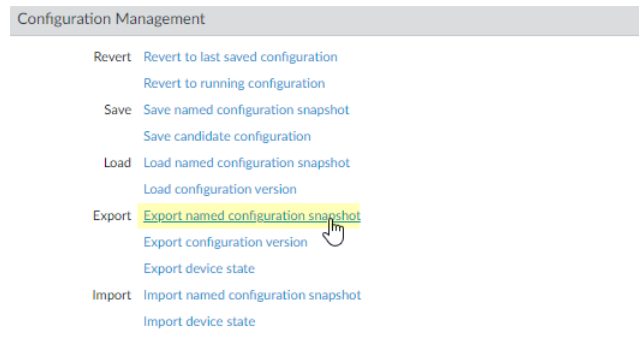 Configuration Management
Revert Revert to last saved configuration
Revert to running configuration
Save Save named configuration snapshot
Save candidate configuration
Load Load named configuration snapshot
Load configuration version
Export Export named configuration snapshot
Export configuration version
Export device state
Import Import named configuration snapshot
Import device state